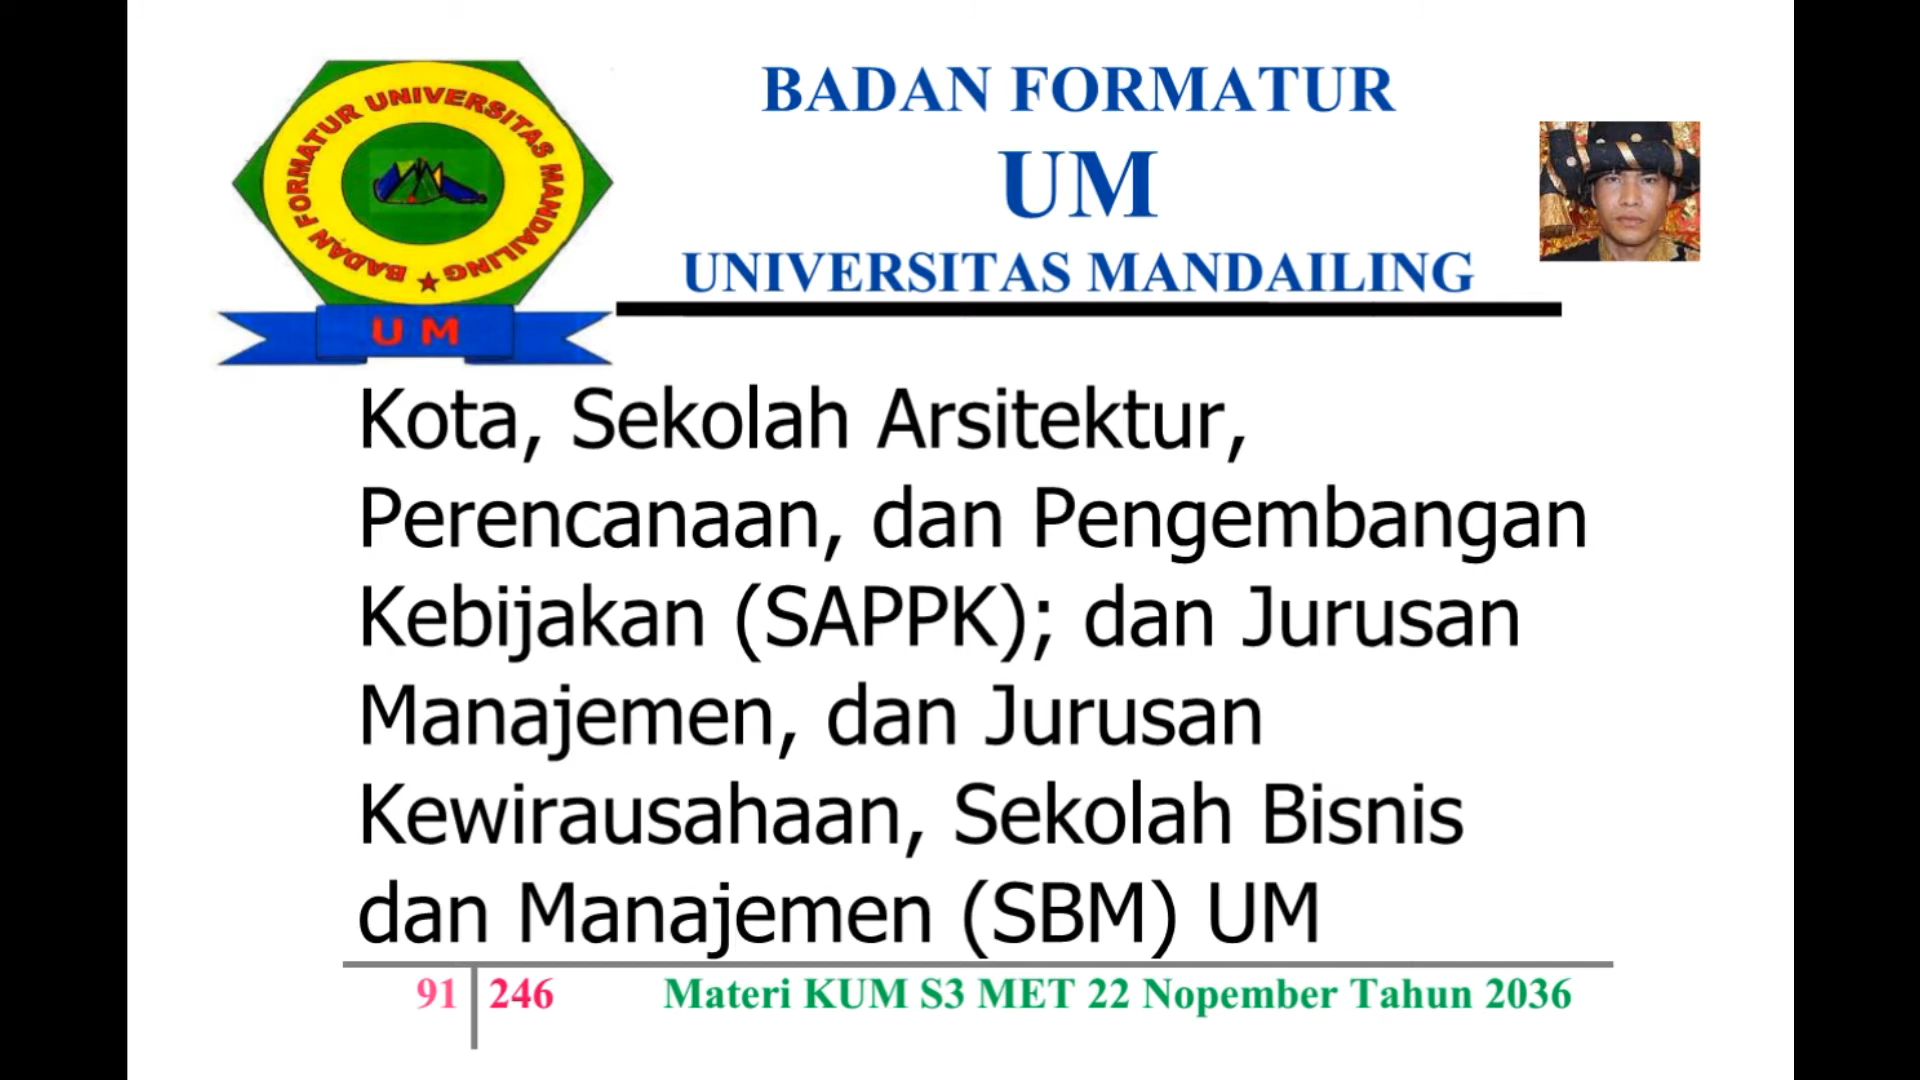 BADAN FORMATUR UNIVERSITAS MANDAILING
U M
BADAN FORMATUR
UM
UNIVERSITAS MANDAILING
Kota, Sekolah Arsitektur,
Perencanaan, dan Pengembangan
Kebijakan (SAPPK); dan Jurusan
Manajemen, dan Jurusan
Kewirausahaan, Sekolah Bisnis
dan Manajemen (SBM) UM
91 246 Materi KUM S3 MET 22 Nopember Tahun 2036